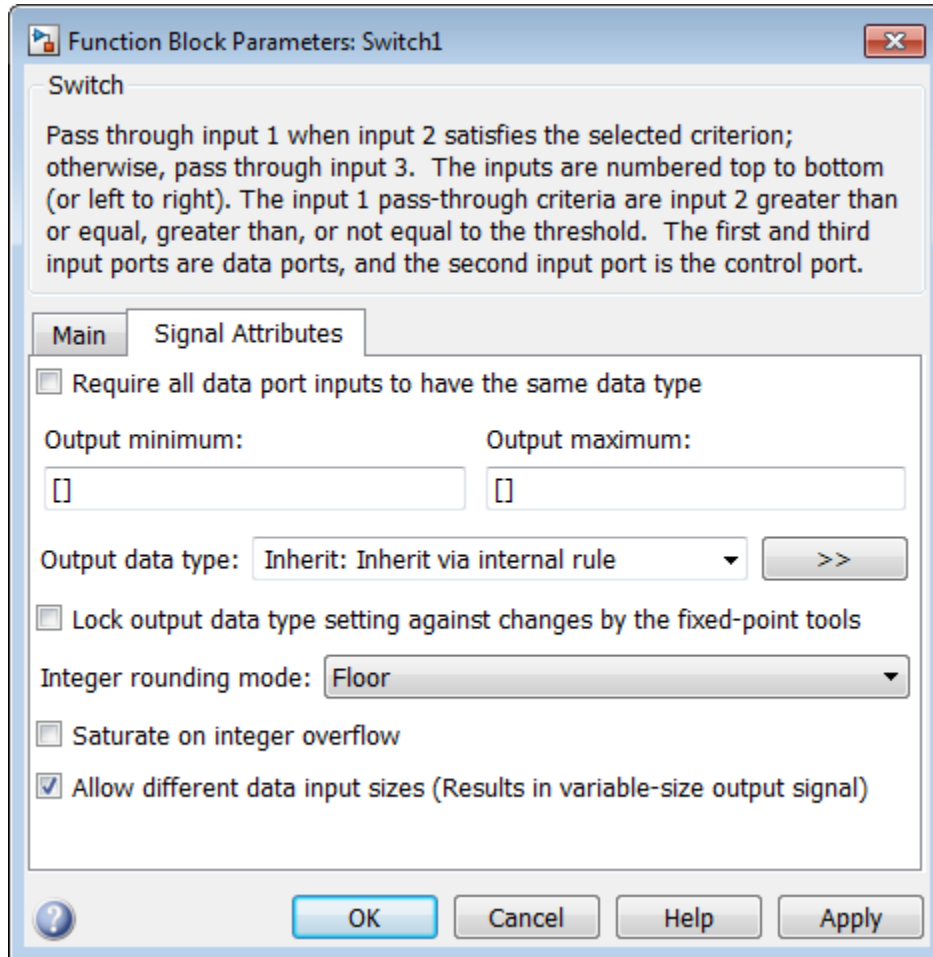 Function Block Parameters: Switch1
Switch
Pass through input 1 when input 2 satisfies the selected criterion;
otherwise, pass through input 3.  The inputs are numbered top to bottom
(or left to right). The input 1 pass-through criteria are input 2 greater than
or equal, greater than, or not equal to the threshold.  The first and third
input ports are data ports, and the second input port is the control port.
Main Signal Attributes
Require all data port inputs to have the same data type
Output minimum: Output maximum:
[] []
Output data type: Inherit: Inherit via internal rule >>
Lock output data type setting against changes by the fixed-point tools
Integer rounding mode: Floor
Saturate on integer overflow
Allow different data input sizes (Results in variable-size output signal)
? OK Cancel Help Apply